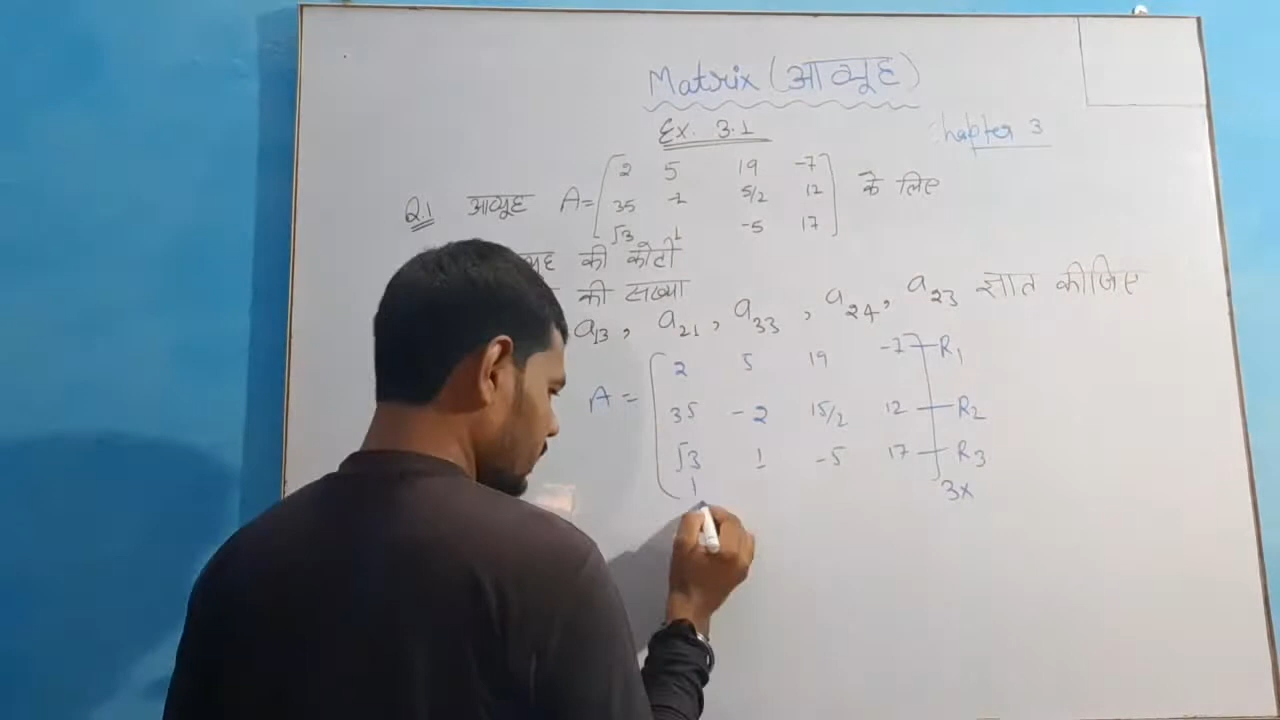 Matrix (आव्यूह)
Ex. 3.1
Chapter 3
Q.1 आव्यूह A = [ 2 5 19 -7 के लिए
35 -2 5/2 12
√3 1 -5 17 ]
की कोटी
की सख्या
a13, a21, a33, a24, a23 ज्ञात कीजिए
A = [ 2 5 19 -7 ] R1
35 -2 15/2 12 R2
√3 1 -5 17 R3
3x